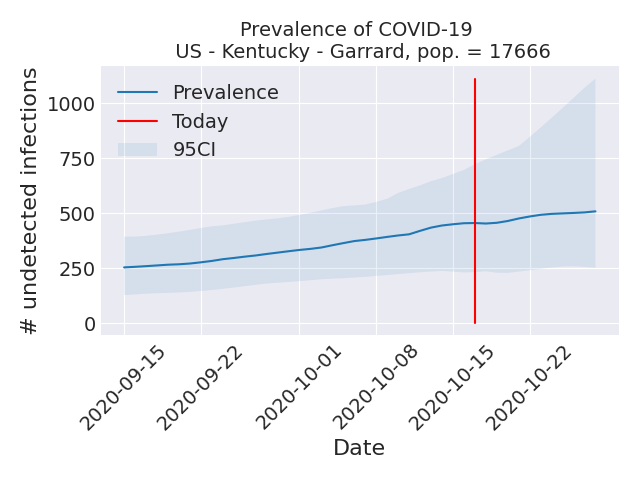 Prevalence of COVID-19
US - Kentucky - Garrard, pop. = 17666
# undetected infections
1000
750
500
250
0
Prevalence
Today
95CI
2020-09-15
2020-09-22
2020-10-01
2020-10-08
2020-10-15
2020-10-22
Date